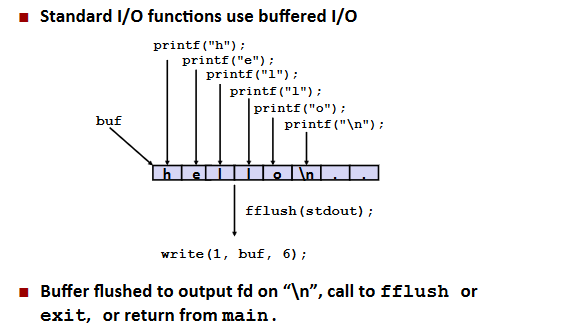 Standard I/O functions use buffered I/O
printf("h");
printf("e");
printf("l");
printf("l");
printf("o");
printf("\n");
buf
h e l l o \n . .
fflush(stdout);
write(1, buf, 6);
Buffer flushed to output fd on “\n”, call to fflush or
exit, or return from main.